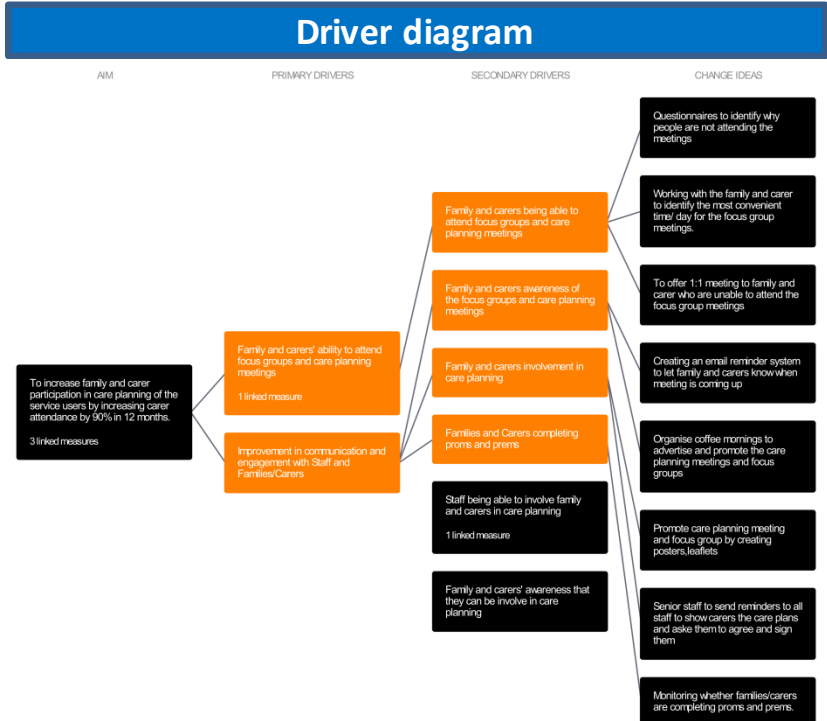 Driver diagram
AIM
PRIMARY DRIVERS
SECONDARY DRIVERS
CHANGE IDEAS
To increase family and carer
participation in care planning of the
service users by increasing carer
attendance by 90% in 12 months.
3 linked measures
Family and carers' ability to attend
focus groups and care planning
meetings
1 linked measure
Improvement in communication and
engagement with Staff and
Families/Carers
Family and carers being able to
attend focus groups and care
planning meetings
Family and carers awareness of
the focus groups and care planning
meetings
Family and carers involvement in
care planning
Families and Carers completing
proms and prems
Staff being able to involve family
and carers in care planning
1 linked measure
Family and carers' awareness that
they can be involve in care
planning
Questionnaires to identify why
people are not attending the
meetings
Working with the family and carer
to identify the most convenient
time/ day for the focus group
meetings.
To offer 1:1 meeting to family and
carer who are unable to attend the
focus group meetings
Creating an email reminder system
to let family and carers know when
meeting is coming up
Organise coffee mornings to
advertise and promote the care
planning meetings and focus
groups
Promote care planning meeting
and focus group by creating
posters,leaflets
Senior staff to send reminders to all
staff to show carers the care plans
and aske them to agree and sign
them
Monitoring whether families/carers
are completing proms and prems.